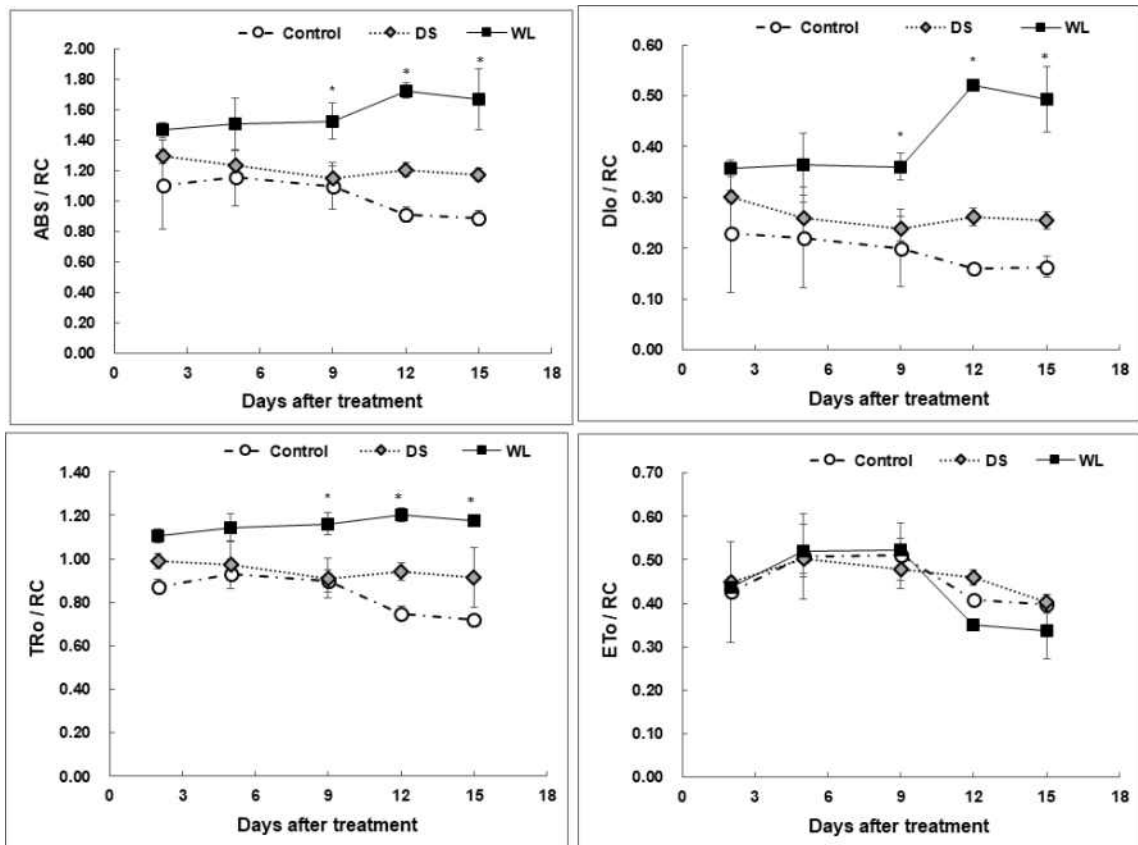 Control DS WL
2.00
1.80
1.60
1.40
1.20
1.00
0.80
0.60
0.40
0.20
0.00
ABS / RC
* * *
0 3 6 9 12 15 18
Days after treatment
Control DS WL
0.60
0.50
0.40
0.30
0.20
0.10
0.00
DIo / RC
* * *
0 3 6 9 12 15 18
Days after treatment
Control DS WL
1.40
1.20
1.00
0.80
0.60
0.40
0.20
0.00
TRo / RC
* * *
0 3 6 9 12 15 18
Days after treatment
Control DS WL
0.70
0.60
0.50
0.40
0.30
0.20
0.10
0.00
ETo / RC
0 3 6 9 12 15 18
Days after treatment